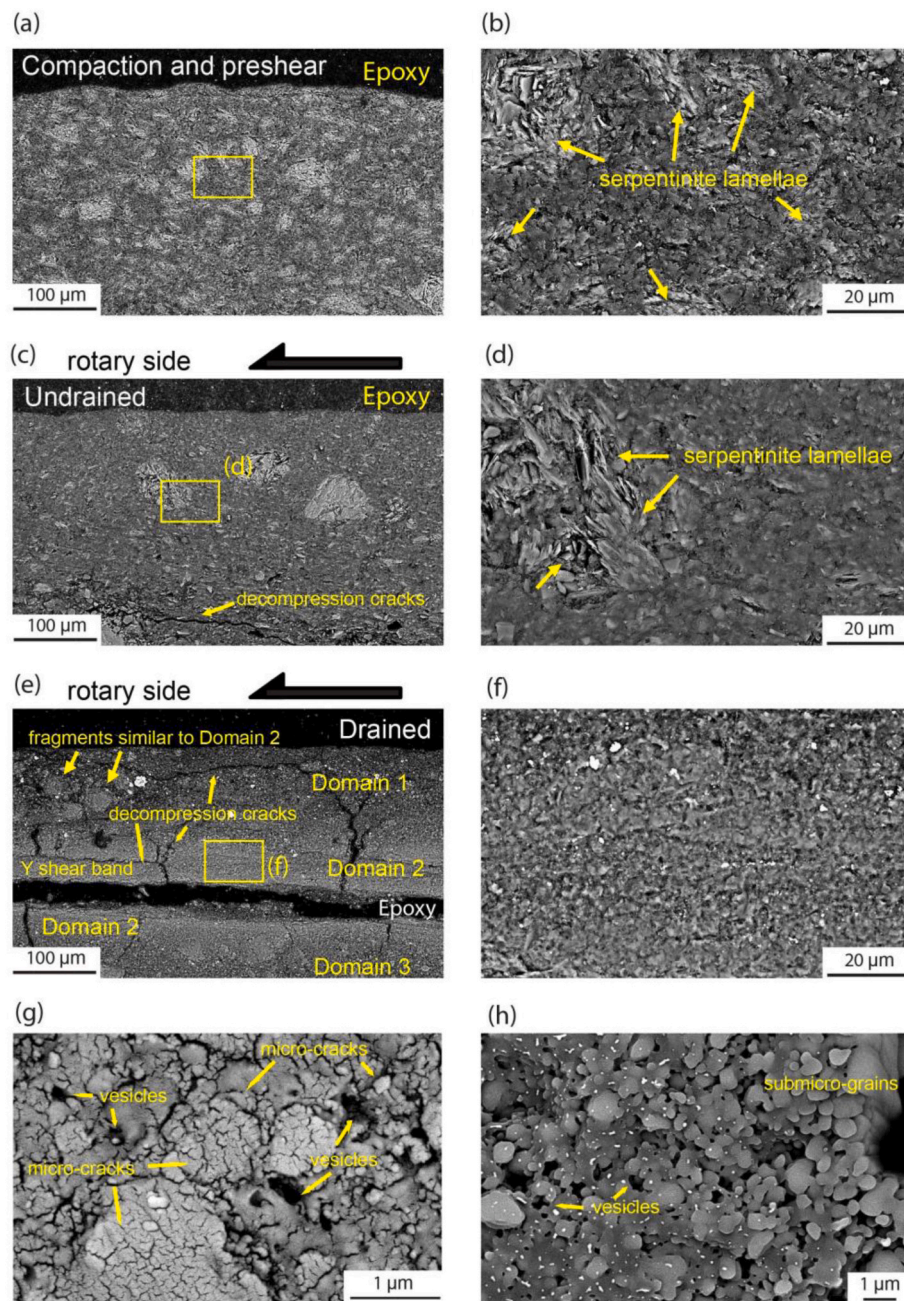 (a)
Compaction and preshear
Epoxy
100 µm
(b)
serpentinite lamellae
20 µm
(c)
rotary side
Undrained
Epoxy
(d)
decompression cracks
100 µm
(d)
serpentinite lamellae
20 µm
(e)
rotary side
Drained
fragments similar to Domain 2
Domain 1
decompression cracks
Y shear band
(f)
Domain 2
Epoxy
Domain 2
Domain 3
100 µm
(f)
20 µm
(g)
micro-cracks
vesicles
micro-cracks
vesicles
1 µm
(h)
submicro-grains
vesicles
1 µm